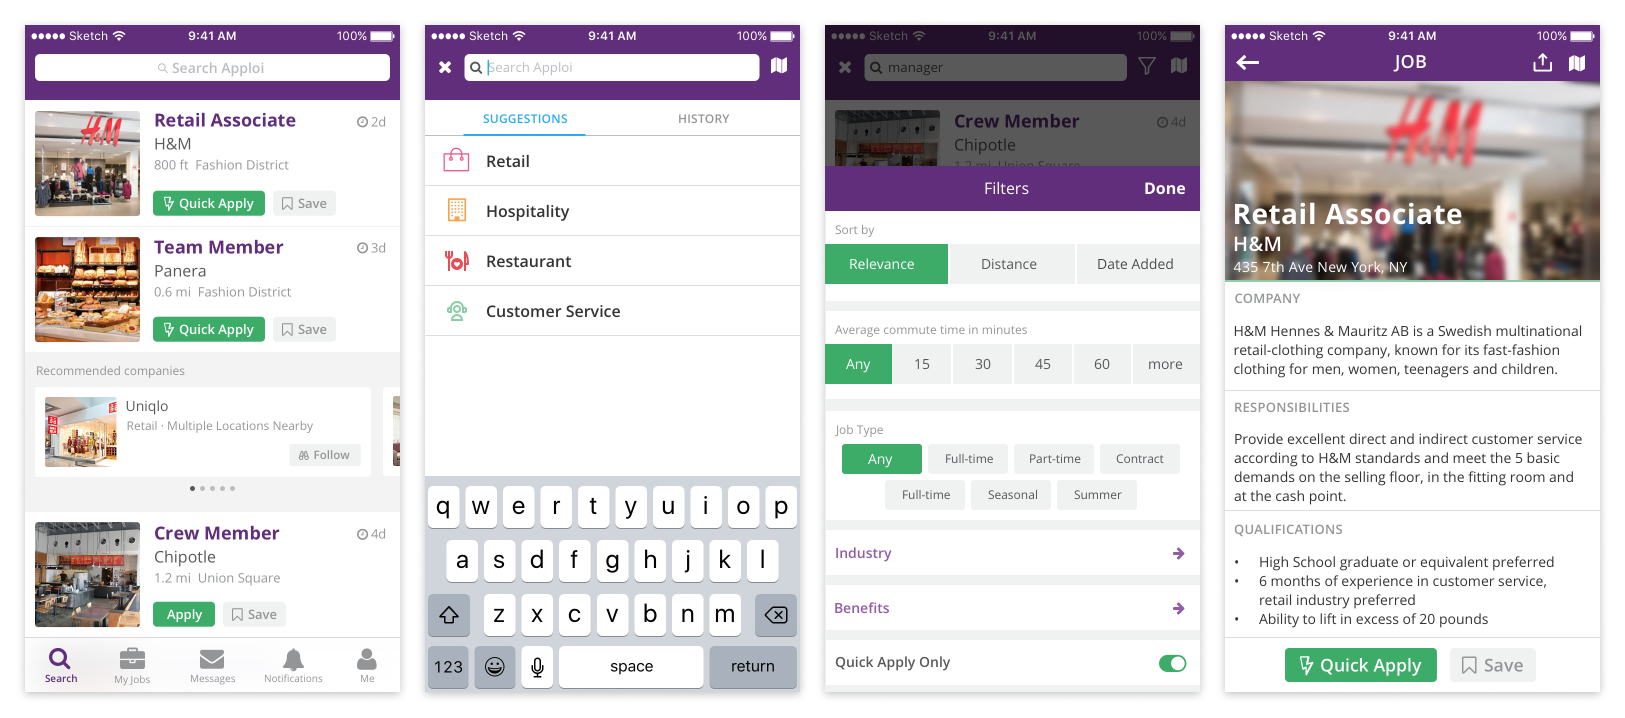 Sketch 9:41 AM 100%
Search Apploi
H&M
Retail Associate 2d
H&M
800 ft Fashion District
Quick Apply Save
Team Member 3d
Panera
0.6 mi Fashion District
Quick Apply Save
Recommended companies
Uniqlo
Retail · Multiple Locations Nearby
Follow
Crew Member 4d
Chipotle
1.2 mi Union Square
Apply Save
Search My Jobs Messages Notifications Me
Sketch 9:41 AM 100%
Search Apploi
SUGGESTIONS HISTORY
Retail
Hospitality
Restaurant
Customer Service
q w e r t y u i o p
a s d f g h j k l
z x c v b n m
123 space return
Sketch 9:41 AM 100%
manager
Crew Member 4d
Chipotle
1.2 mi Union Square
Filters Done
Sort by
Relevance Distance Date Added
Average commute time in minutes
Any 15 30 45 60 more
Job Type
Any Full-time Part-time Contract
Full-time Seasonal Summer
Industry
Benefits
Quick Apply Only
Sketch 9:41 AM 100%
JOB
H&M
Retail Associate
H&M
435 7th Ave New York, NY
COMPANY
H&M Hennes & Mauritz AB is a Swedish multinational
retail-clothing company, known for its fast-fashion
clothing for men, women, teenagers and children.
RESPONSIBILITIES
Provide excellent direct and indirect customer service
according to H&M standards and meet the 5 basic
demands on the selling floor, in the fitting room and
at the cash point.
QUALIFICATIONS
• High School graduate or equivalent preferred
• 6 months of experience in customer service,
retail industry preferred
• Ability to lift in excess of 20 pounds
Quick Apply Save